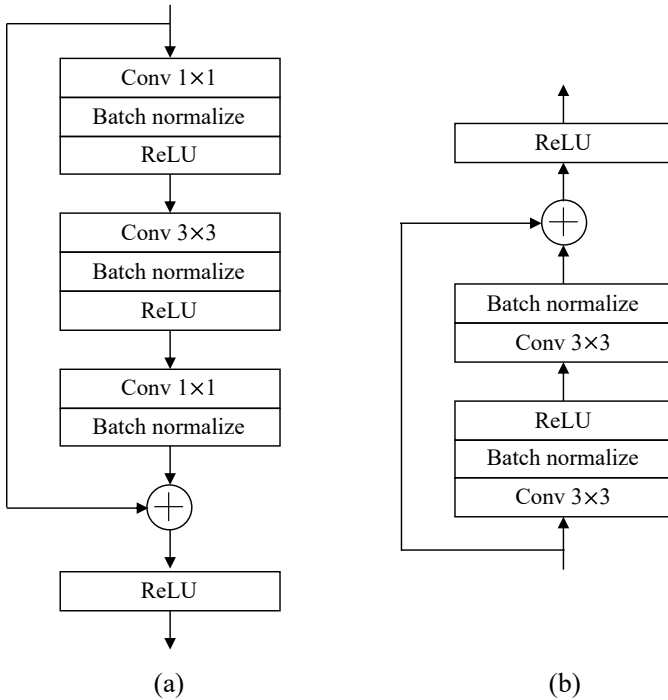 Conv 1×1
Batch normalize
ReLU
Conv 3×3
Batch normalize
ReLU
Conv 1×1
Batch normalize
ReLU
(a)
ReLU
Batch normalize
Conv 3×3
ReLU
Batch normalize
Conv 3×3
(b)